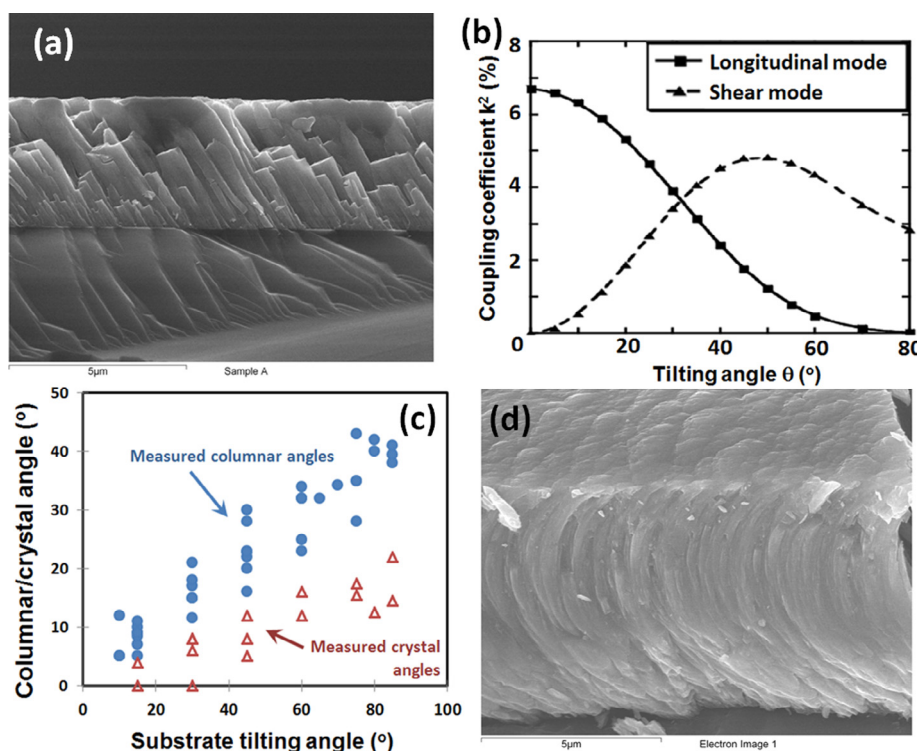 (a)
5µm
Sample A
(b)
Coupling coefficient K² (%)
8
6
4
2
0
Longitudinal mode
Shear mode
0 20 40 60 80
Tilting angle θ (°)
(c)
Columnar/crystal angle (°)
50
40
30
20
10
0
Measured columnar angles
Measured crystal
angles
0 20 40 60 80 100
Substrate tilting angle (°)
(d)
5µm
Electron Image 1